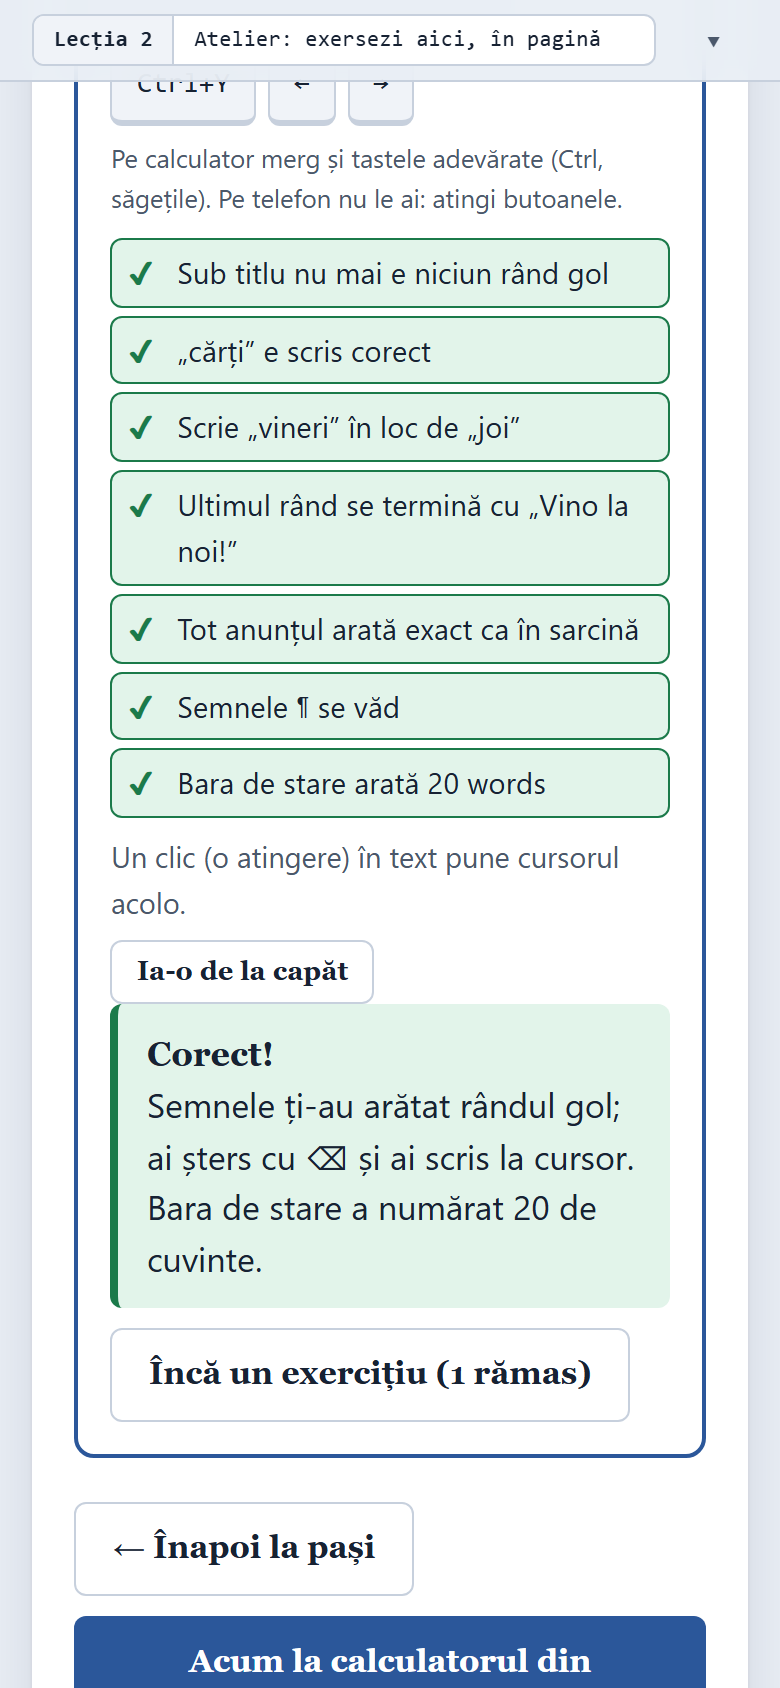 Lecția 2 Atelier: exersezi aici, în pagină ▼
Ctrl+Y ← →
Pe calculator merg și tastele adevărate (Ctrl,
săgețile). Pe telefon nu le ai: atingi butoanele.
✔ Sub titlu nu mai e niciun rând gol
✔ „cărți” e scris corect
✔ Scrie „vineri” în loc de „joi”
✔ Ultimul rând se termină cu „Vino la
noi!”
✔ Tot anunțul arată exact ca în sarcină
✔ Semnele ¶ se văd
✔ Bara de stare arată 20 words
Un clic (o atingere) în text pune cursorul
acolo.
Ia-o de la capăt
Corect!
Semnele ți-au arătat rândul gol;
ai șters cu ⌫ și ai scris la cursor.
Bara de stare a numărat 20 de
cuvinte.
Încă un exercițiu (1 rămas)
← Înapoi la pași
Acum la calculatorul din